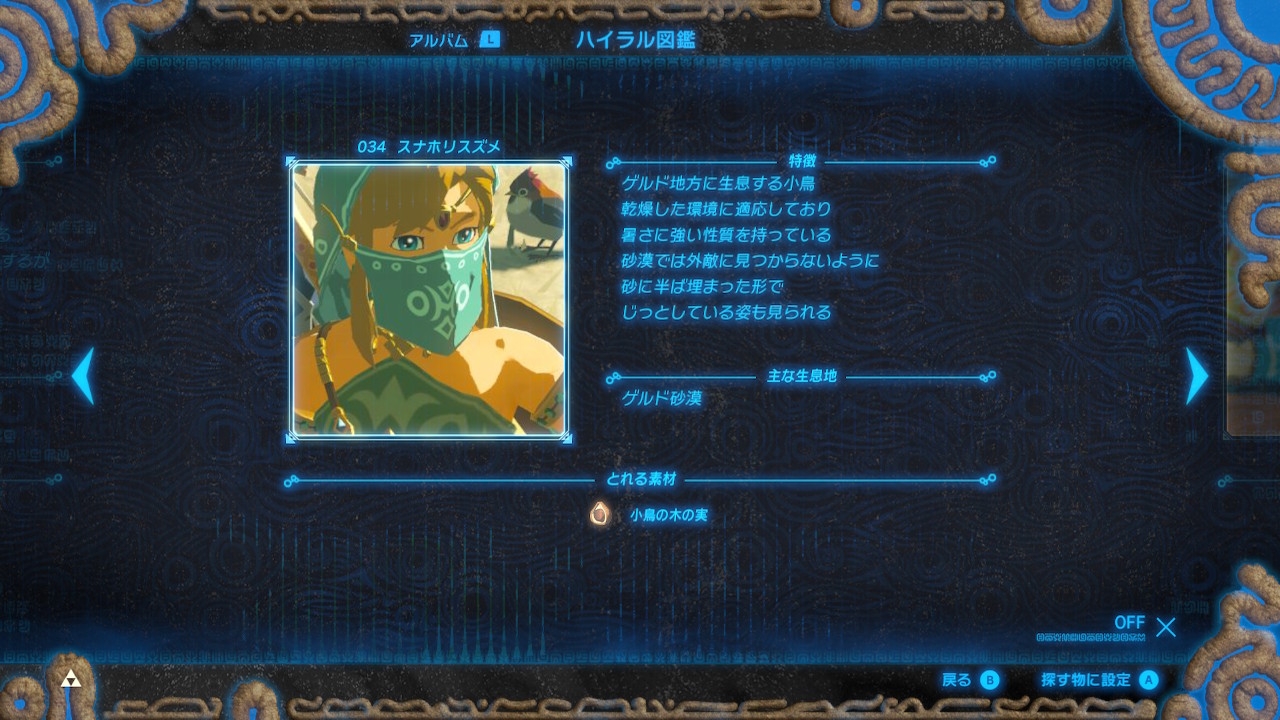 アルバム L
ハイラル図鑑
034 スナホリスズメ
特徴
ゲルド地方に生息する小鳥
乾燥した環境に適応しており
暑さに強い性質を持っている
砂漠では外敵に見つからないように
砂に半ば埋まった形で
じっとしている姿も見られる
主な生息地
ゲルド砂漠
とれる素材
小鳥の木の実
OFF
戻る B
探す物に設定 A